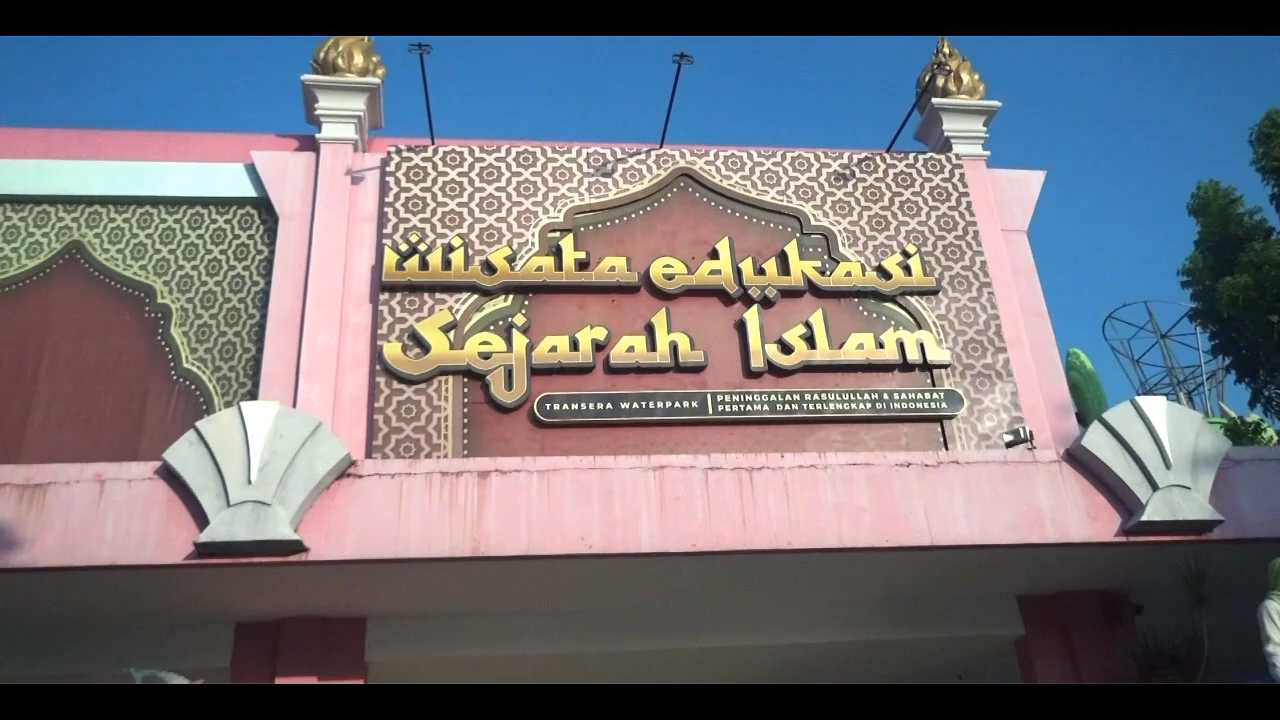 Wisata edukasi
Sejarah Islam
TRANSERA WATERPARK
PENINGGALAN RASULULLAH & SAHABAT
PERTAMA DAN TERLENGKAP DI INDONESIA